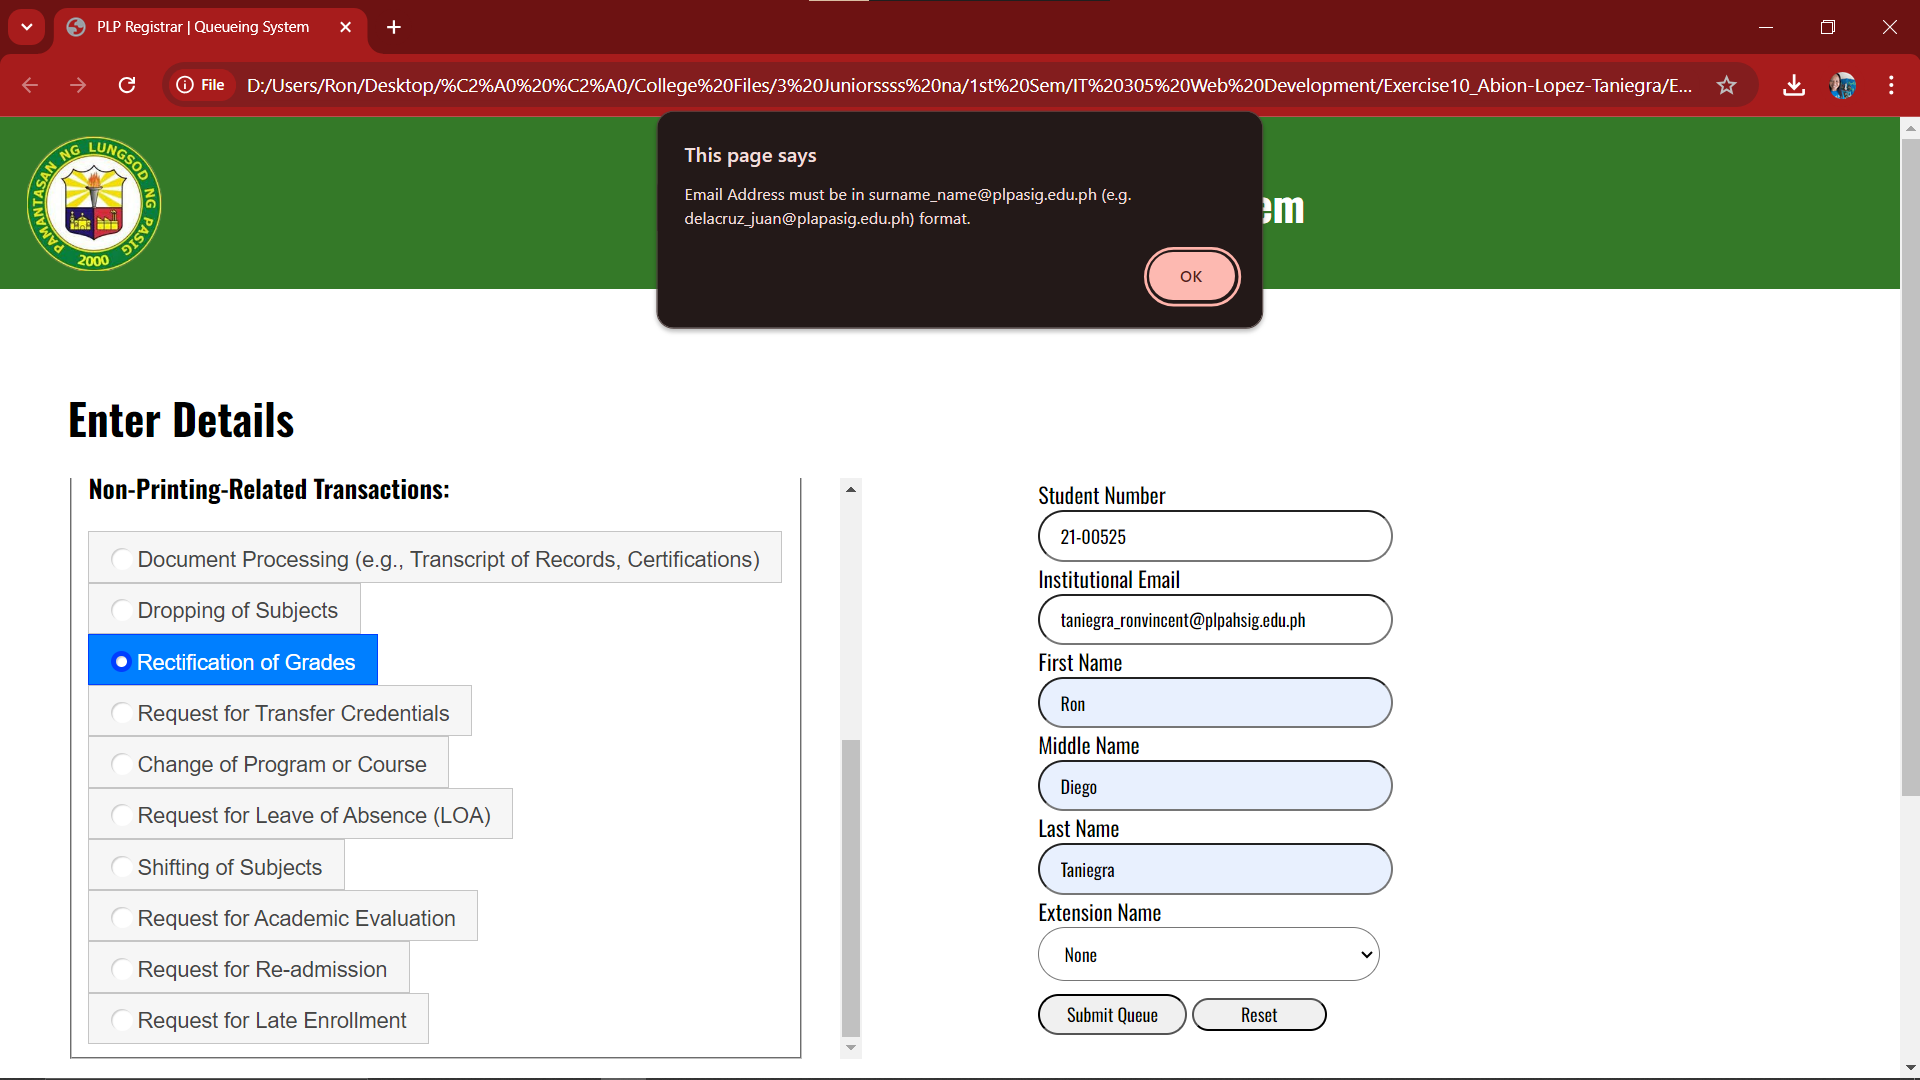 PLP Registrar | Queueing System
File
D:/Users/Ron/Desktop/%C2%A0%20%C2%A0/College%20Files/3%20Juniorssss%20na/1st%20Sem/IT%20305%20Web%20Development/Exercise10_Abion-Lopez-Taniegra/E...
PAMANTASAN NG LUNGSOD NG PASIG
2000
em
This page says
Email Address must be in surname_name@plpasig.edu.ph (e.g.
delacruz_juan@plapasig.edu.ph) format.
OK
Enter Details
Non-Printing-Related Transactions:
Document Processing (e.g., Transcript of Records, Certifications)
Dropping of Subjects
Rectification of Grades
Request for Transfer Credentials
Change of Program or Course
Request for Leave of Absence (LOA)
Shifting of Subjects
Request for Academic Evaluation
Request for Re-admission
Request for Late Enrollment
Student Number
21-00525
Institutional Email
taniegra_ronvincent@plpahsig.edu.ph
First Name
Ron
Middle Name
Diego
Last Name
Taniegra
Extension Name
None
Submit Queue
Reset